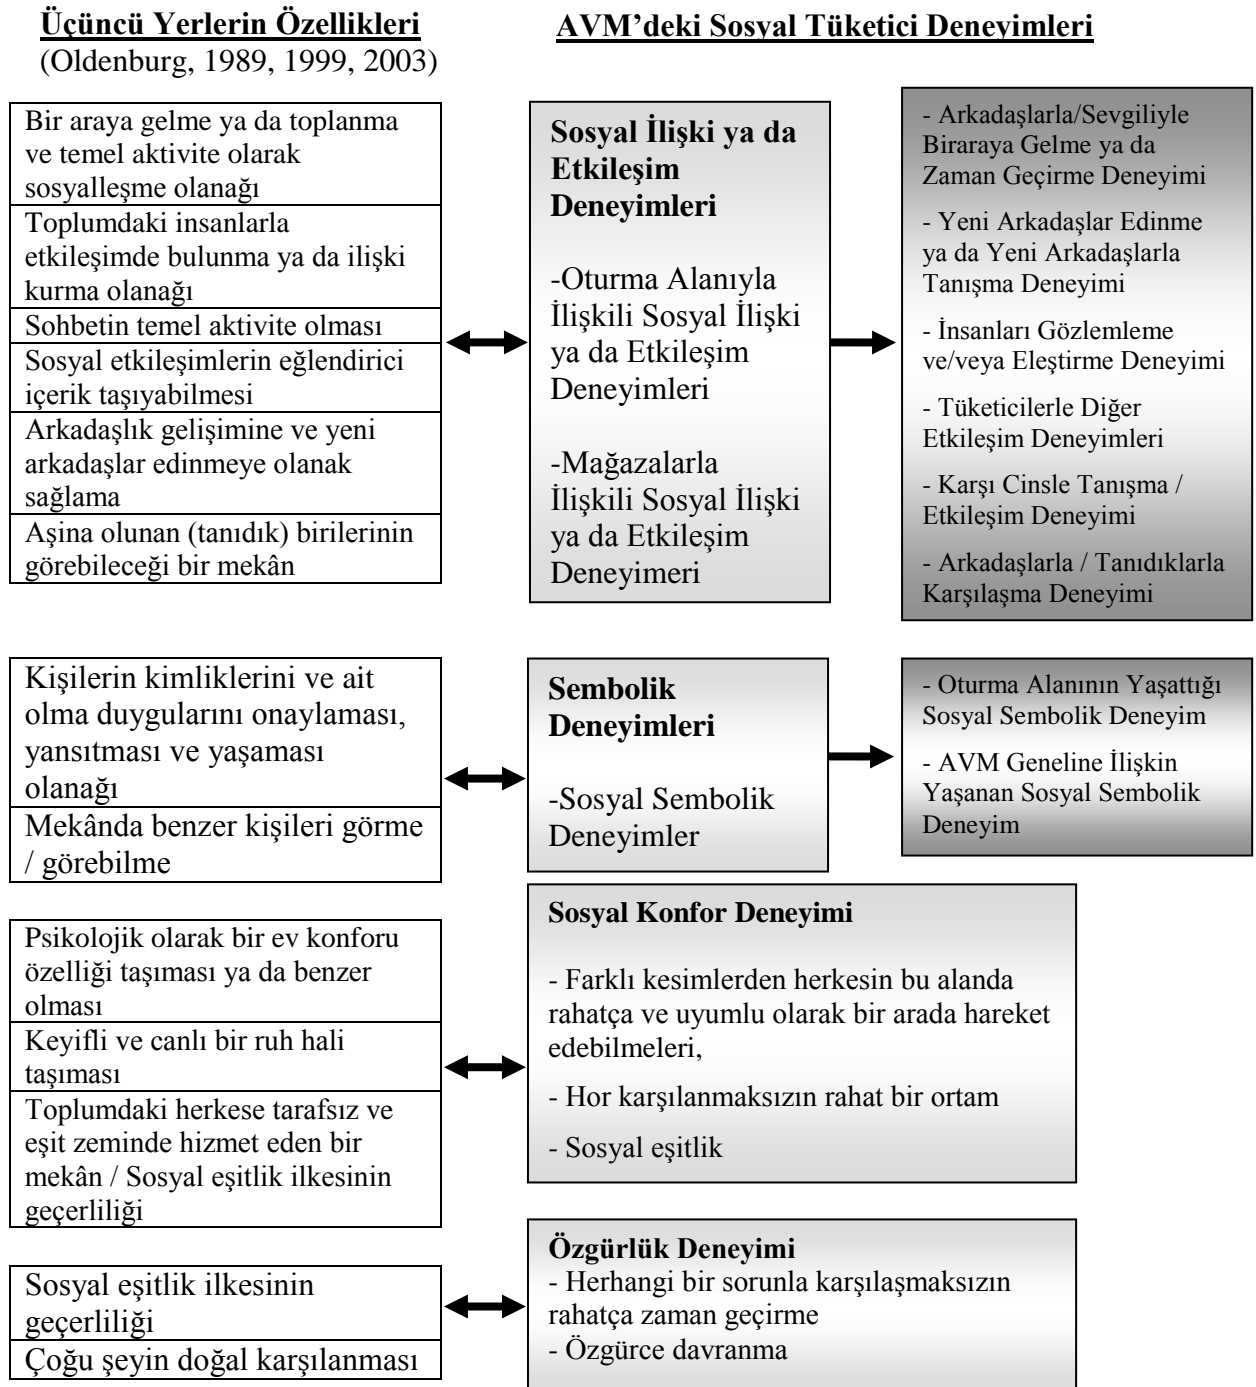 Üçüncü Yerlerin Özellikleri
(Oldenburg, 1989, 1999, 2003)
AVM’deki Sosyal Tüketici Deneyimleri
Bir araya gelme ya da toplanma
ve temel aktivite olarak
sosyalleşme olanağı
Toplumdaki insanlarla
etkileşimde bulunma ya da ilişki
kurma olanağı
Sohbetin temel aktivite olması
Sosyal etkileşimlerin eğlendirici
içerik taşıyabilmesi
Arkadaşlık gelişimine ve yeni
arkadaşlar edinmeye olanak
sağlama
Aşina olunan (tanıdık) birilerinin
görebileceği bir mekân
Sosyal İlişki ya da
Etkileşim
Deneyimleri
-Oturma Alanıyla
İlişkili Sosyal İlişki
ya da Etkileşim
Deneyimleri
-Mağazalarla
İlişkili Sosyal İlişki
ya da Etkileşim
Deneyimeri
- Arkadaşlarla/Sevgiliyle
Biraraya Gelme ya da
Zaman Geçirme Deneyimi
- Yeni Arkadaşlar Edinme
ya da Yeni Arkadaşlarla
Tanışma Deneyimi
- İnsanları Gözlemleme
ve/veya Eleştirme Deneyimi
- Tüketicilerle Diğer
Etkileşim Deneyimleri
- Karşı Cinsle Tanışma /
Etkileşim Deneyimi
- Arkadaşlarla / Tanıdıklarla
Karşılaşma Deneyimi
Kişilerin kimliklerini ve ait
olma duygularını onaylaması,
yansıtması ve yaşaması
olanağı
Mekânda benzer kişileri görme
/ görebilme
Sembolik
Deneyimleri
-Sosyal Sembolik
Deneyimler
- Oturma Alanının Yaşattığı
Sosyal Sembolik Deneyim
- AVM Geneline İlişkin
Yaşanan Sosyal Sembolik
Deneyim
Psikolojik olarak bir ev konforu
özelliği taşıması ya da benzer
olması
Keyifli ve canlı bir ruh hali
taşıması
Toplumdaki herkese tarafsız ve
eşit zeminde hizmet eden bir
mekân / Sosyal eşitlik ilkesinin
geçerliliği
Sosyal Konfor Deneyimi
- Farklı kesimlerden herkesin bu alanda
rahatça ve uyumlu olarak bir arada hareket
edebilmeleri,
- Hor karşılanmaksızın rahat bir ortam
- Sosyal eşitlik
Sosyal eşitlik ilkesinin
geçerliliği
Çoğu şeyin doğal karşılanması
Özgürlük Deneyimi
- Herhangi bir sorunla karşılaşmaksızın
rahatça zaman geçirme
- Özgürce davranma